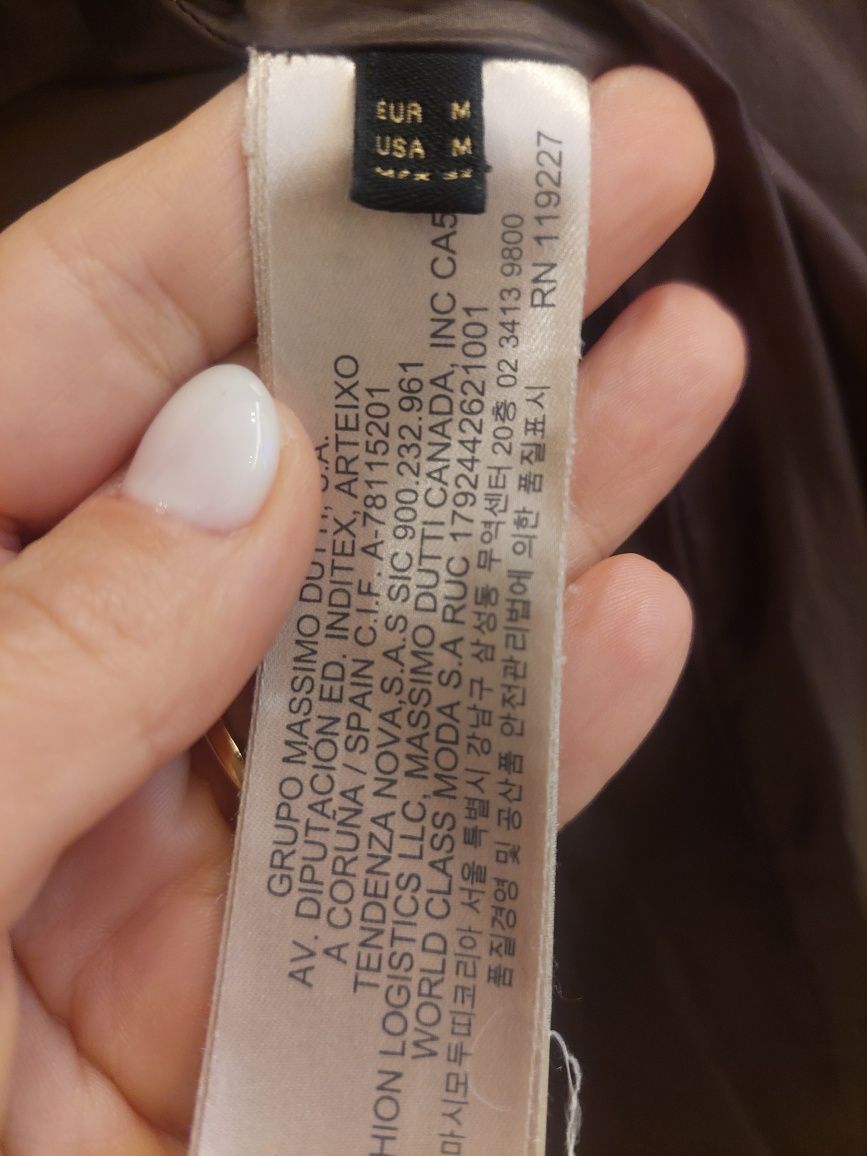 EUR M
USA M
GRUPO MASSIMO DUTTI, S.A.
AV. DIPUTACIÓN ED. INDITEX, ARTEIXO
A CORUÑA / SPAIN C.I.F. A-78115201
TENDENZA NOVA,S.A.S SIC 900.232.961
LOGISTICS LLC, MASSIMO DUTTI CANADA, INC
WORLD CLASS MODA S.A RUC 1792442621001
마시모두띠코리아 서울 특별시 강남구 삼성동 무역센터 20층 02 3413 9800
품질경영 및 공산품 안전관리법에 의한 품질표시
RN 119227